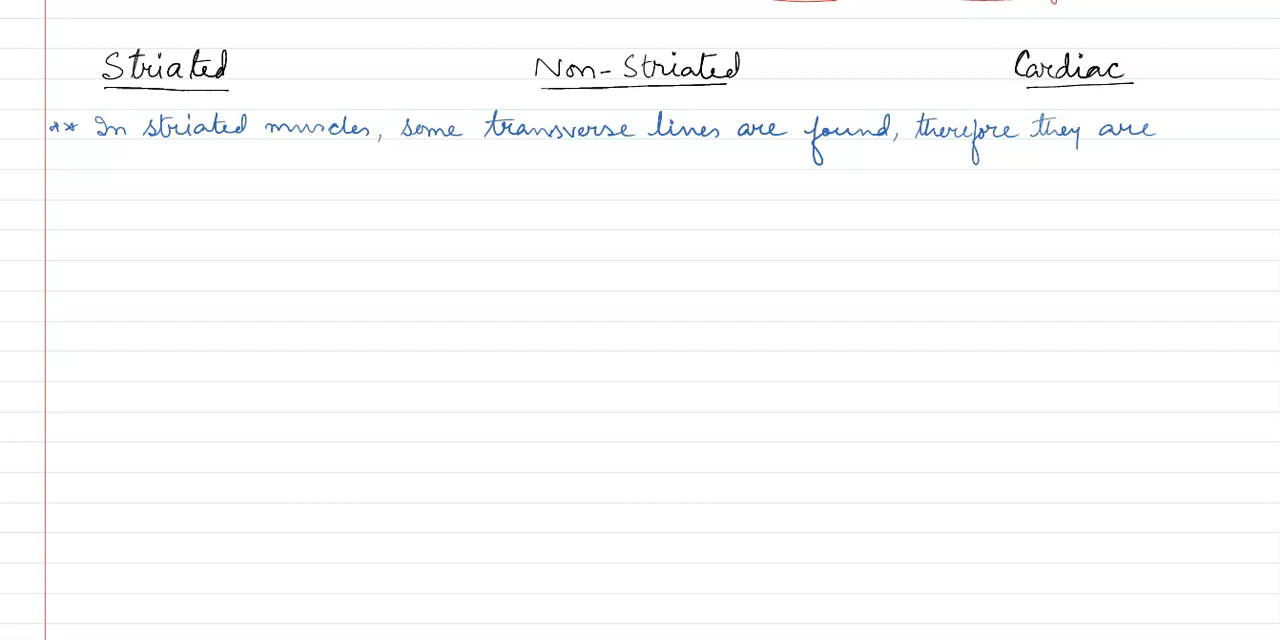 Striated Non-Striated Cardiac
** In striated muscles, some transverse lines are found, therefore they are